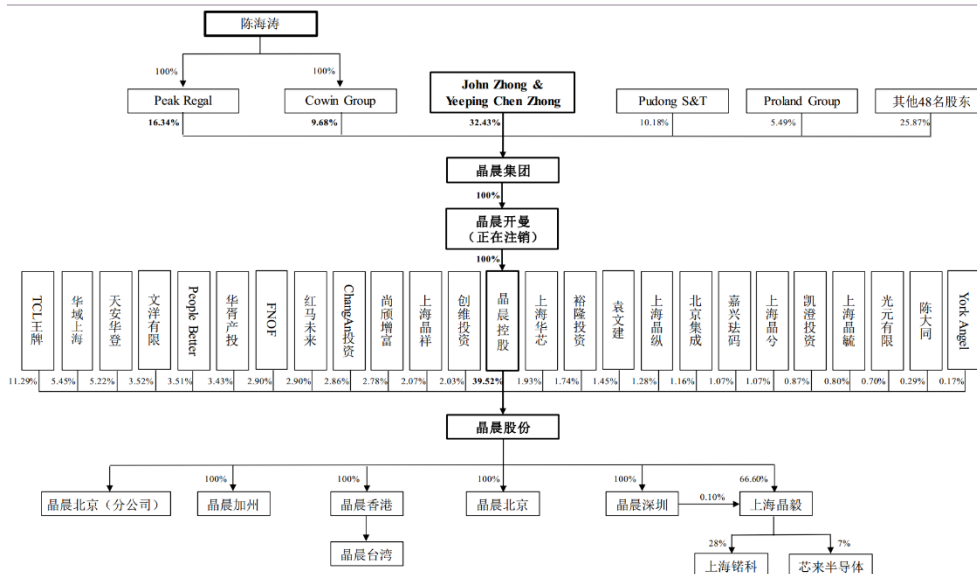 陈海涛
100%
100%
Peak Regal
Cowin Group
John Zhong &
Yeeping Chen Zhong
Pudong S&T
Proland Group
其他48名股东
16.34%
9.68%
32.43%
10.18%
5.49%
25.87%
晶晨集团
100%
晶晨开曼
（正在注销）
100%
TCL王牌
华域上海
天安华登
文洋有限
People Better
华胥产投
FNOF
红马未来
ChangAn投资
尚颀增富
上海晶祥
创维投资
晶晨控股
上海华芯
裕隆投资
袁文建
上海晶纵
北京集成
嘉兴珐码
上海晶兮
凯澄投资
上海晶毓
光元有限
陈大同
York Angel
11.29%
5.45%
5.22%
3.52%
3.51%
3.43%
2.90%
2.90%
2.86%
2.78%
2.07%
2.03%
39.52%
1.93%
1.74%
1.45%
1.28%
1.16%
1.07%
1.07%
0.87%
0.80%
0.70%
0.29%
0.17%
晶晨股份
100%
100%
100%
100%
66.60%
晶晨北京（分公司）
晶晨加州
晶晨香港
晶晨北京
晶晨深圳
0.10%
上海晶毅
晶晨台湾
28%
7%
上海锘科
芯来半导体